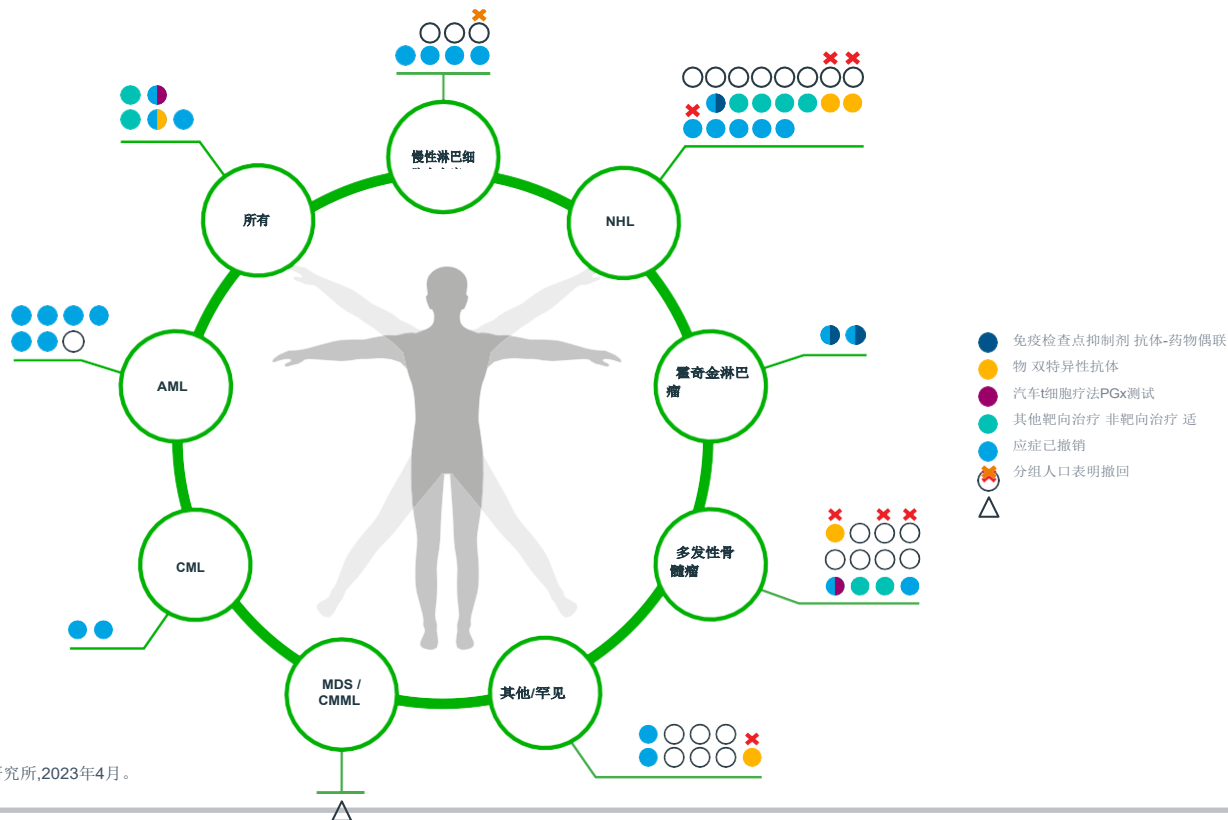 慢性淋巴细
所有
NHL
AML
霍奇金淋巴
瘤
CML
多发性骨
髓瘤
MDS /
CMML
其他/罕见
免疫检查点抑制剂 抗体-药物偶联
物 双特异性抗体
汽车t细胞疗法PGx测试
其他靶向治疗 非靶向治疗 适
应症已撤销
分组人口表明撤回
究所,2023年4月。